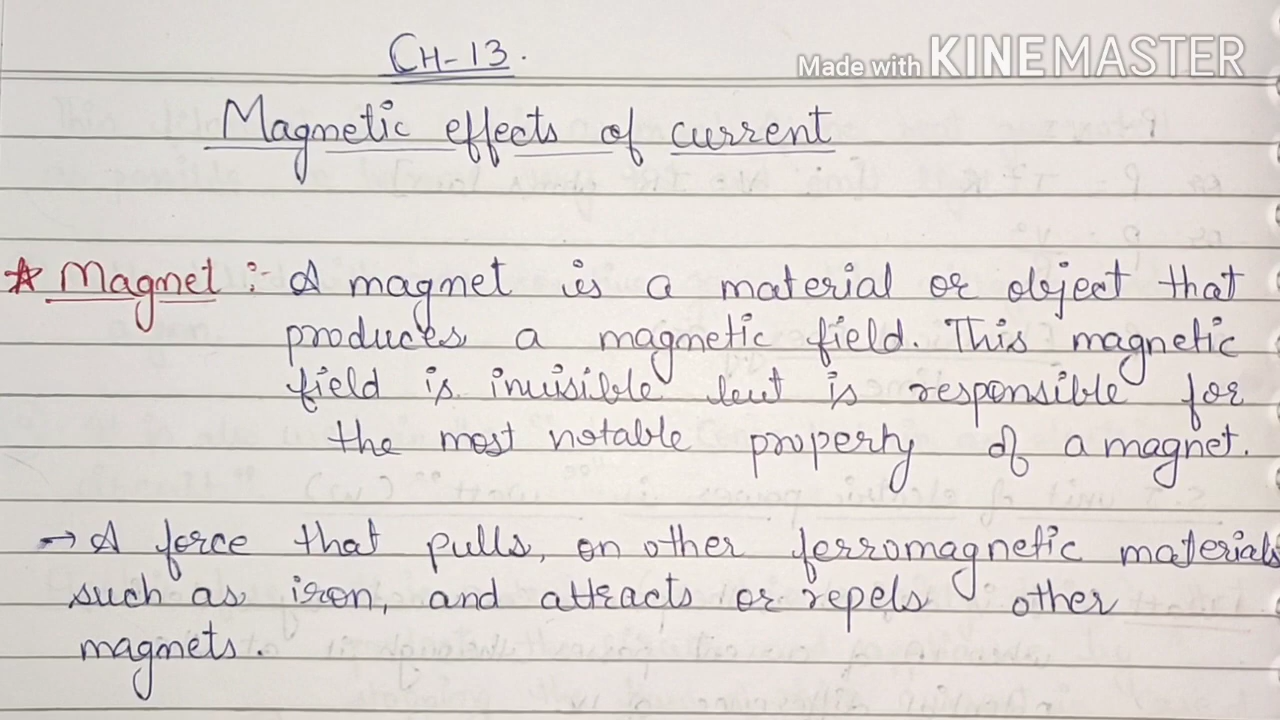 CH-13.
Made with KINEMASTER
Magnetic effects of current
☆ Magnet :- A magnet is a material or object that
produces a magnetic field. This magnetic
field is invisible but is responsible for
the most notable property of a magnet.
→ A force that pulls, on other ferromagnetic materials
such as iron, and attracts or repels other
magnets.